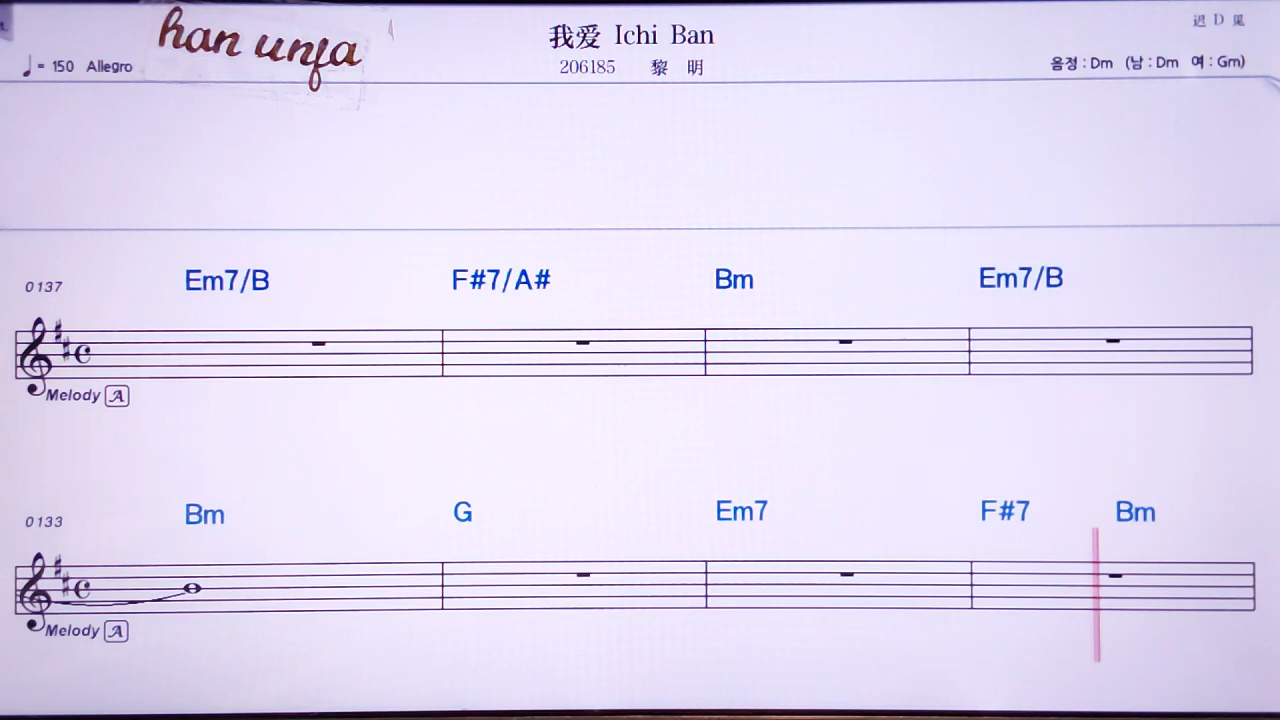 han unfa
我爱 Ichi Ban
♩= 150 Allegro
206185 黎 明
음정 : Dm (남 : Dm 여 : Gm)
0137 Em7/B F#7/A# Bm Em7/B
Melody A
0133 Bm G Em7 F#7 Bm
Melody A